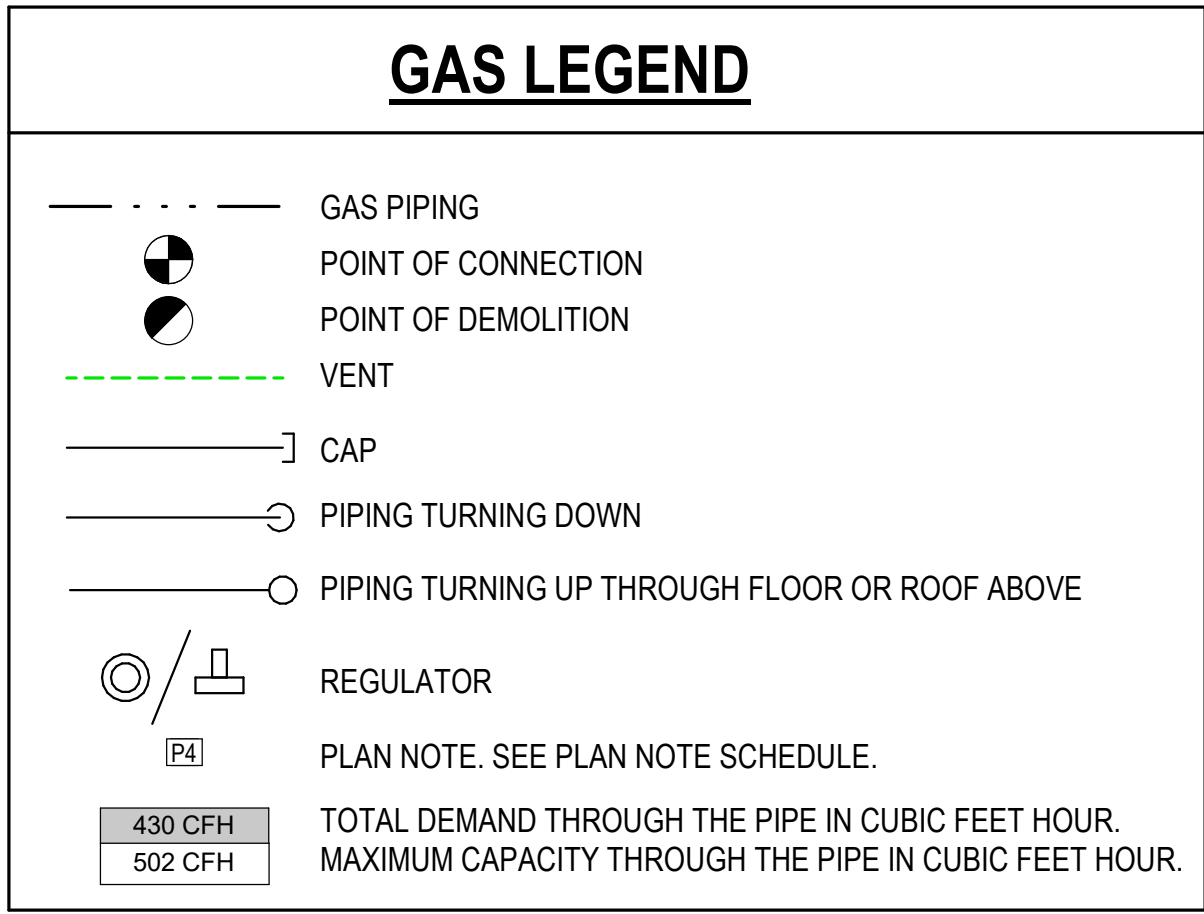 GAS LEGEND
GAS PIPING
POINT OF CONNECTION
POINT OF DEMOLITION
VENT
CAP
PIPING TURNING DOWN
PIPING TURNING UP THROUGH FLOOR OR ROOF ABOVE
REGULATOR
P4 PLAN NOTE. SEE PLAN NOTE SCHEDULE.
430 CFH TOTAL DEMAND THROUGH THE PIPE IN CUBIC FEET HOUR.
502 CFH MAXIMUM CAPACITY THROUGH THE PIPE IN CUBIC FEET HOUR.